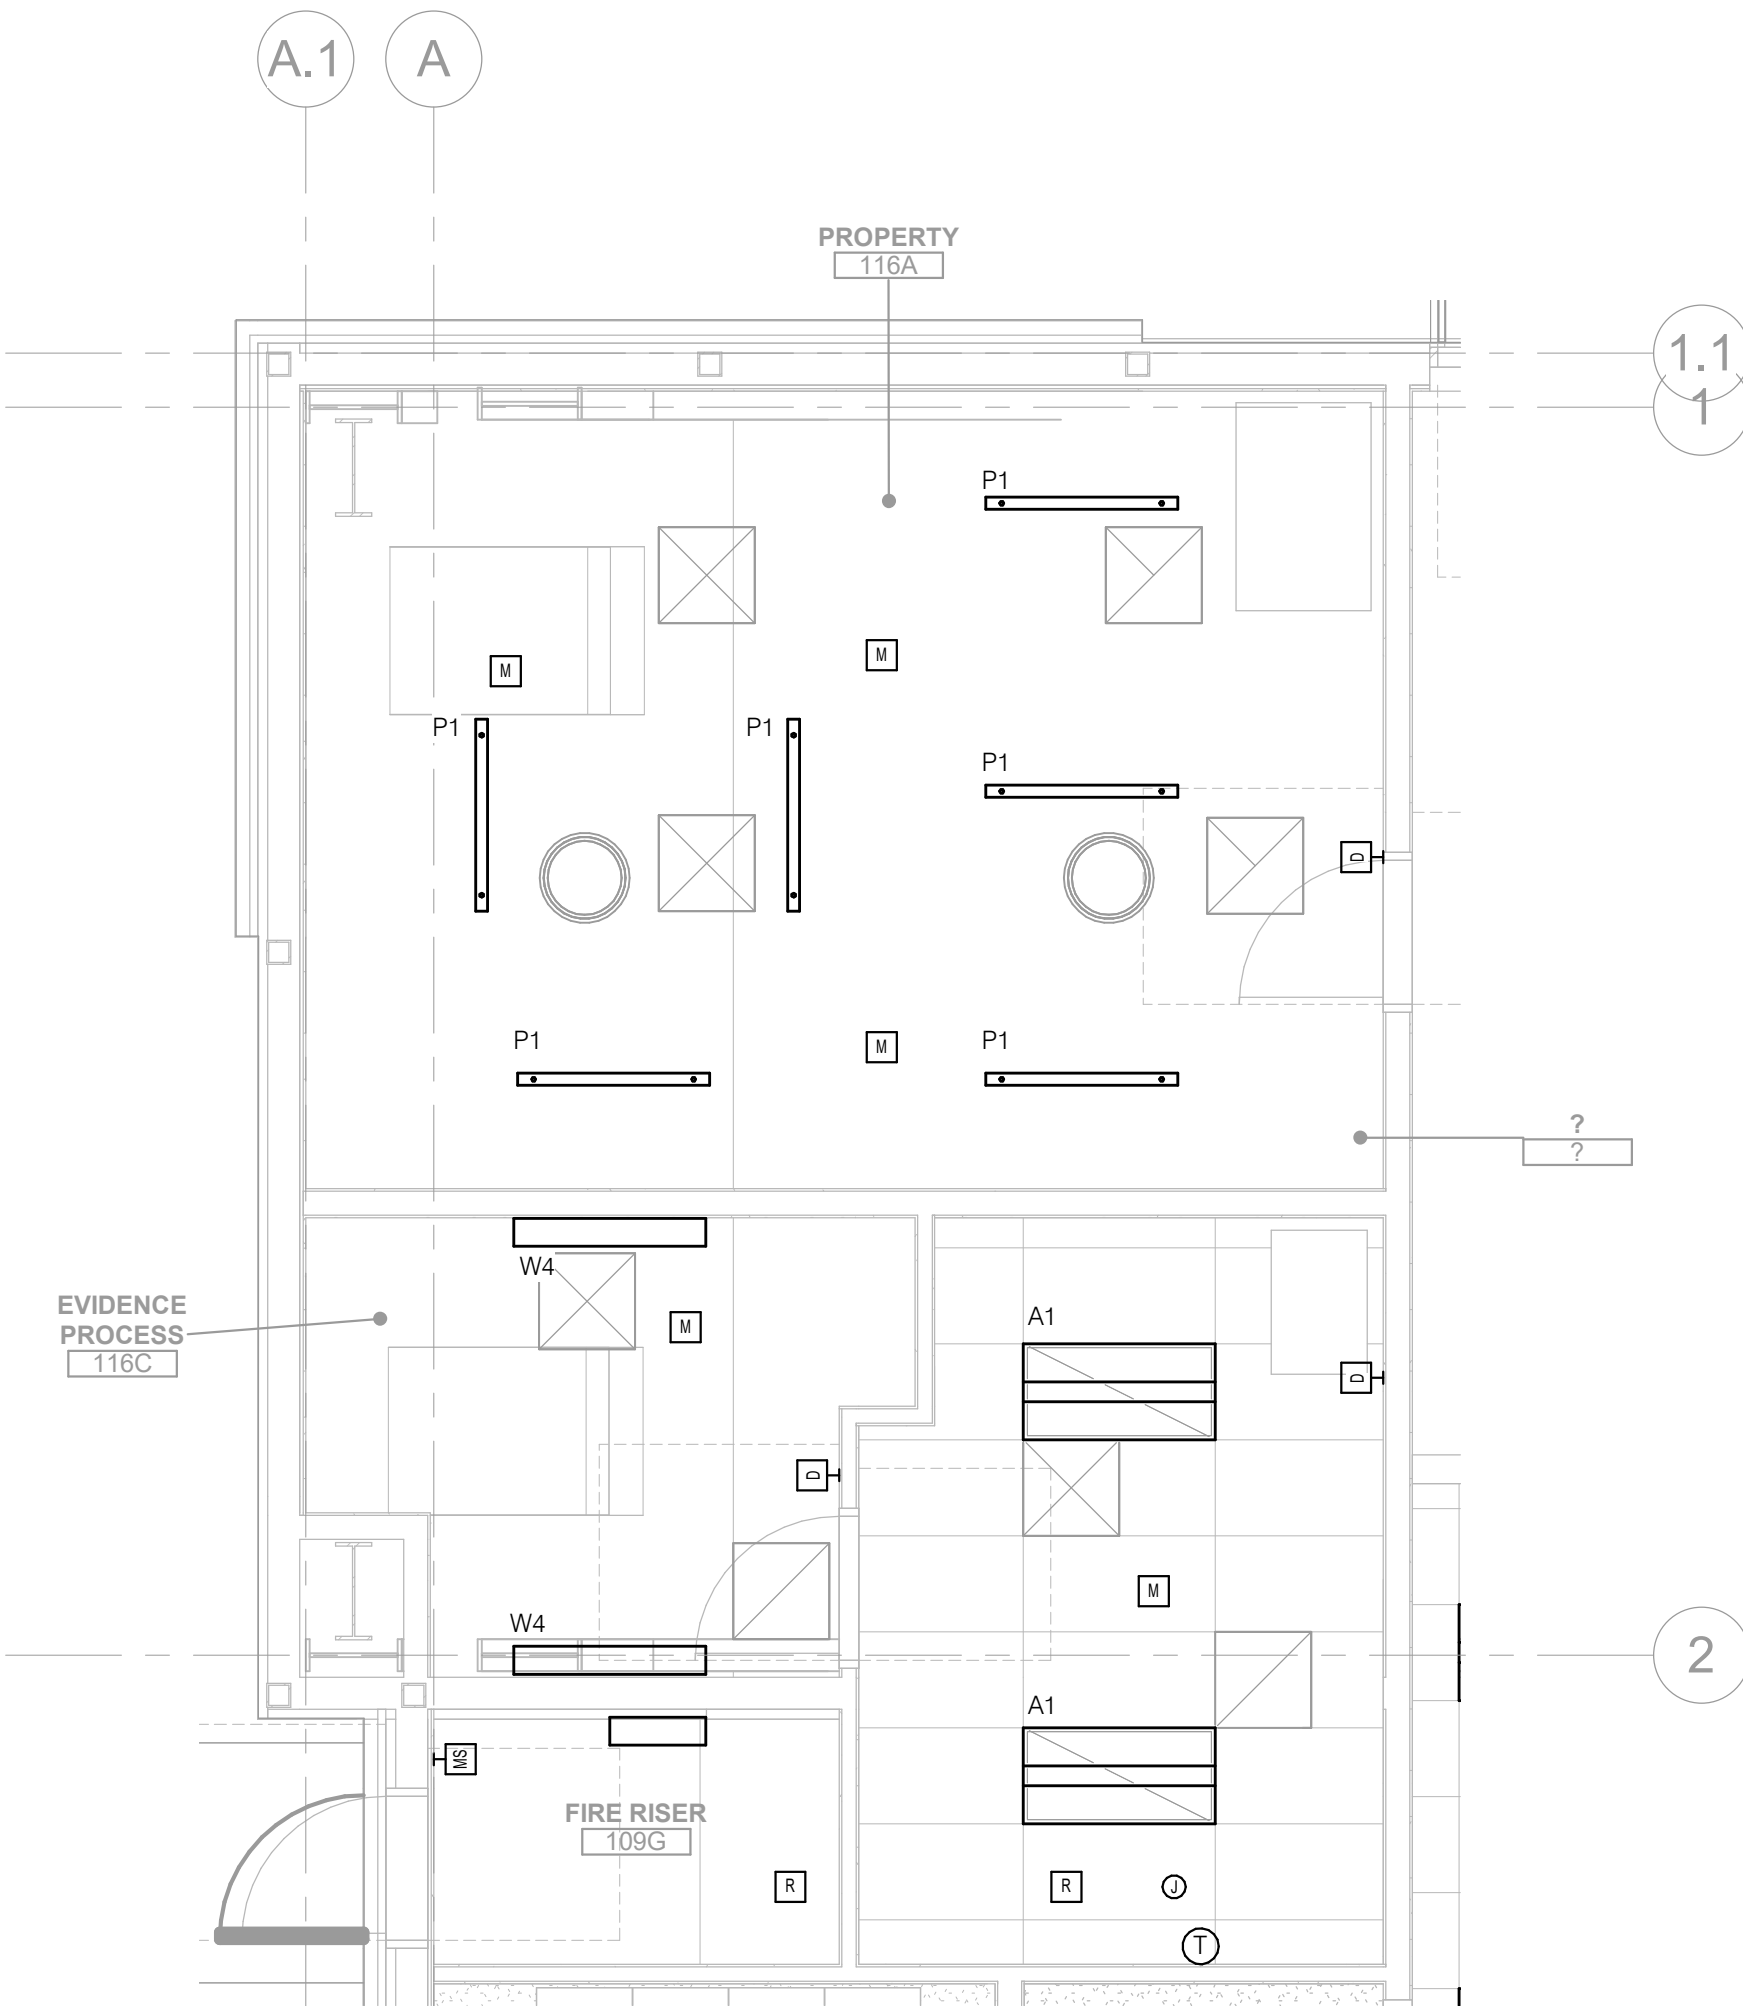 A.1
A
PROPERTY
116A
1.1
1
P1
M
M
P1
P1
P1
D
P1
M
P1
?
?
W4
EVIDENCE
PROCESS
116C
M
A1
D
D
M
W4
2
A1
MS
FIRE RISER
109G
R
R
J
T